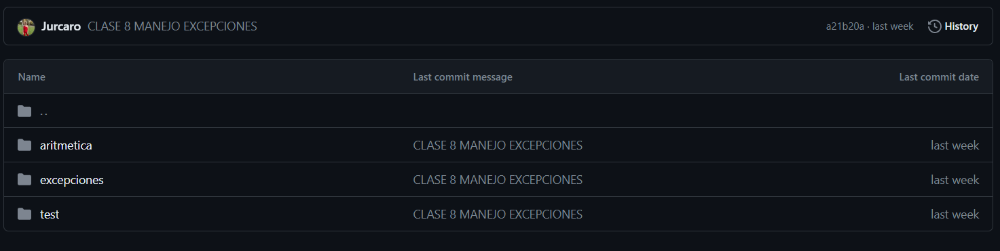 Jurcaro CLASE 8 MANEJO EXCEPCIONES a21b20a · last week History
Name Last commit message Last commit date
..
aritmetica CLASE 8 MANEJO EXCEPCIONES last week
excepciones CLASE 8 MANEJO EXCEPCIONES last week
test CLASE 8 MANEJO EXCEPCIONES last week